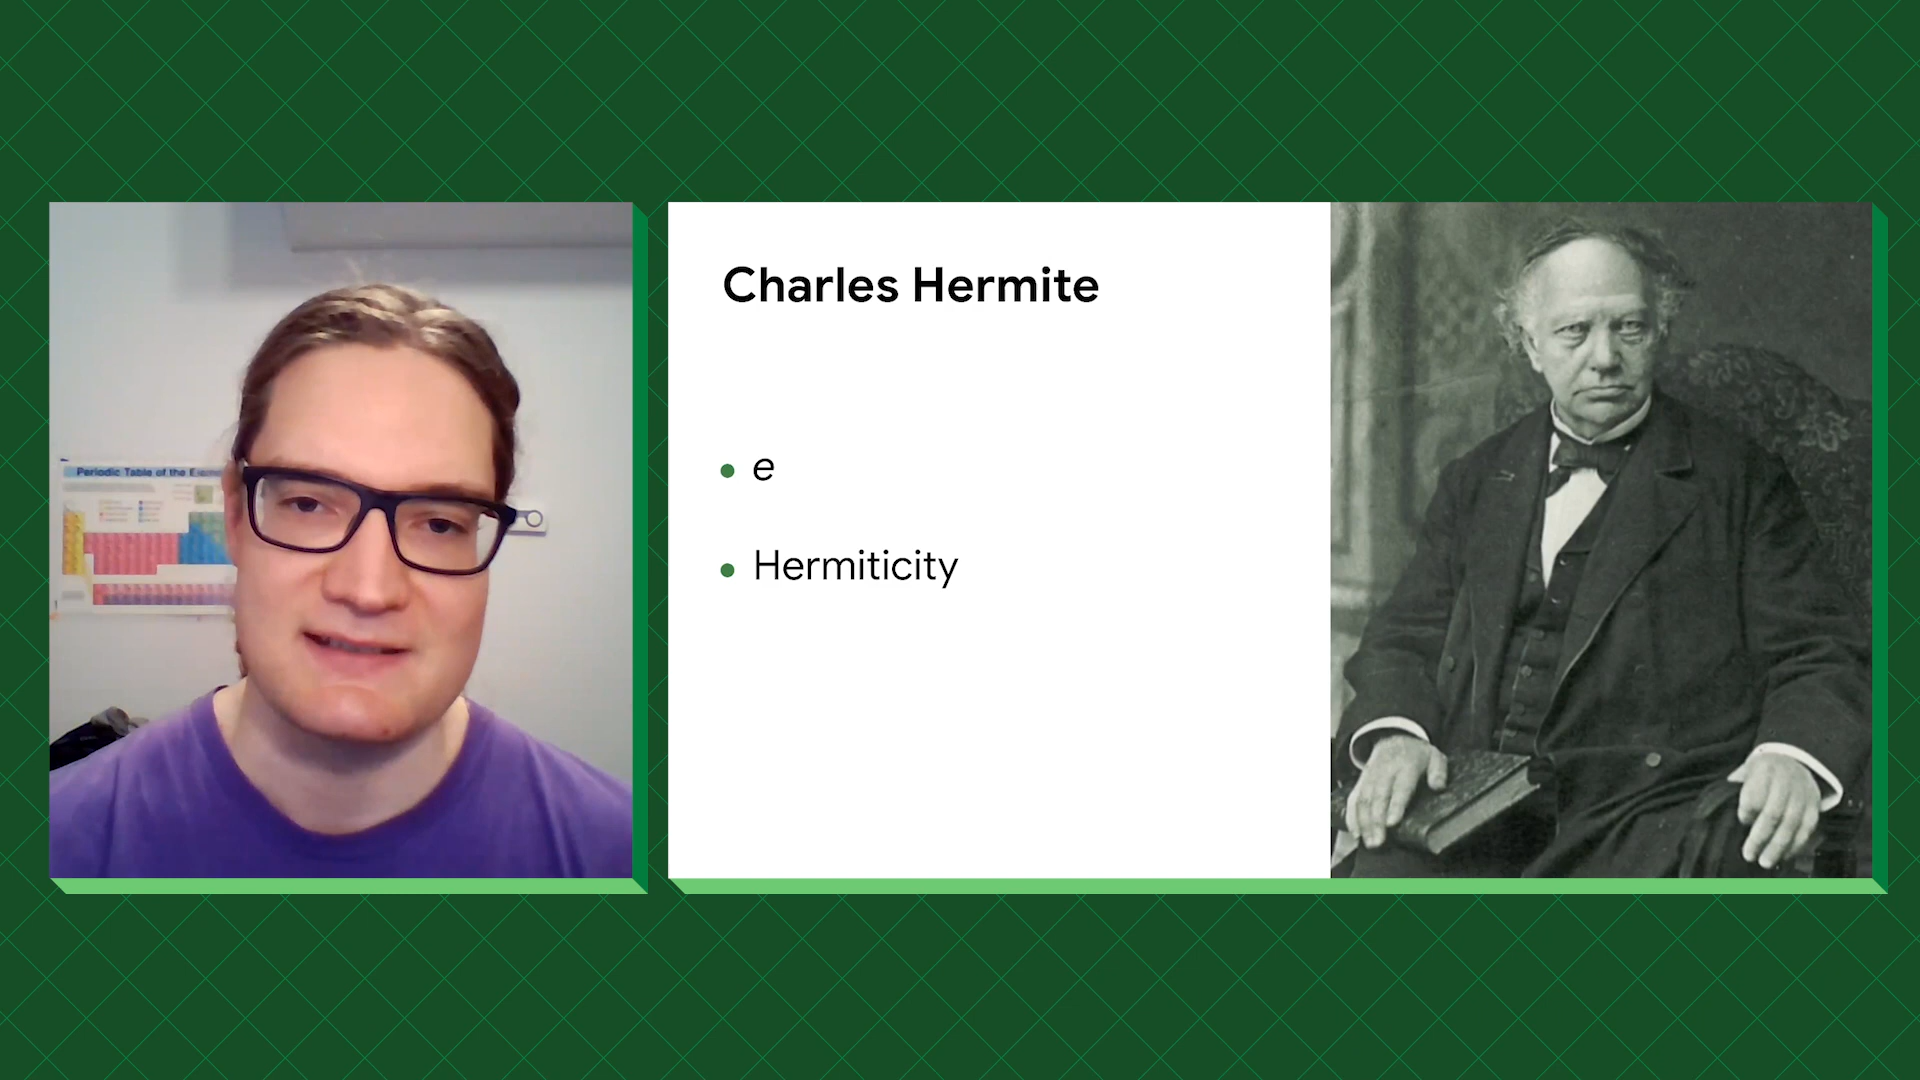 Periodic Table of the
Charles Hermite
e
Hermiticity